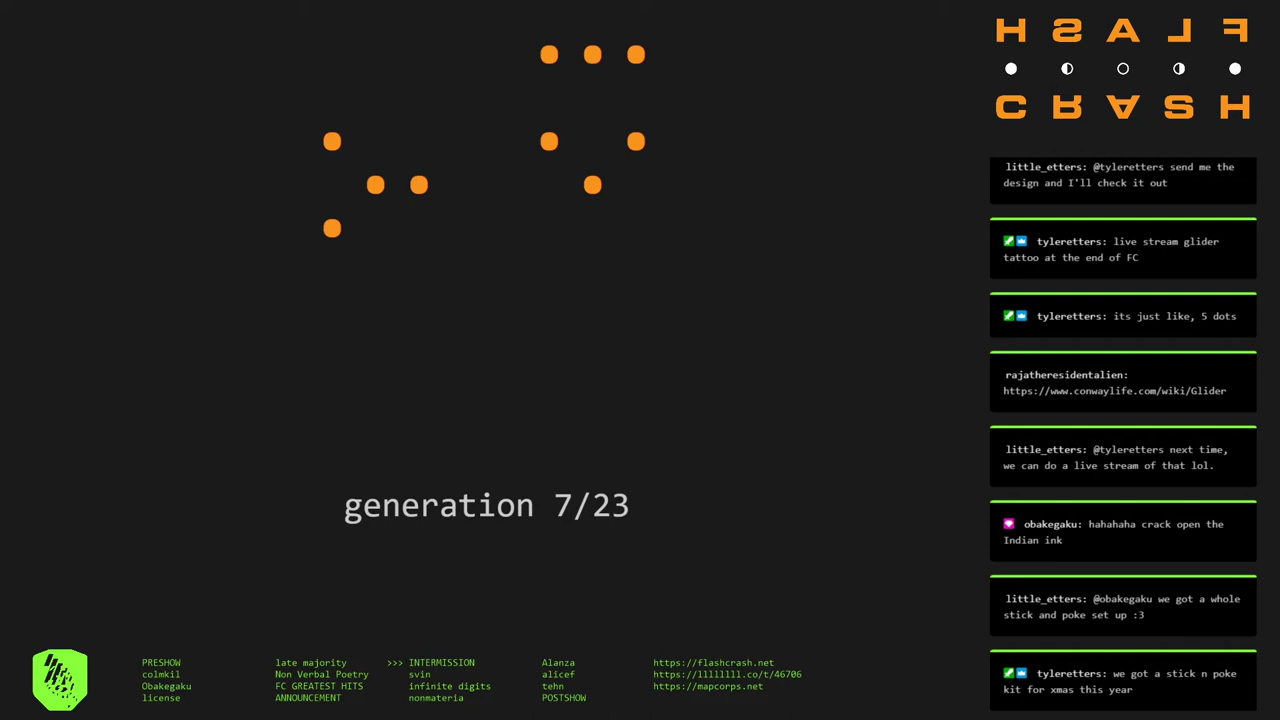 H S A L F
C R A S H
little_etters: @tyleretters send me the
design and I'll check it out
tyleretters: live stream glider
tattoo at the end of FC
tyleretters: its just like, 5 dots
rajatheresidentalien:
https://www.conwaylife.com/wiki/Glider
little_etters: @tyleretters next time,
we can do a live stream of that lol.
obakegaku: hahahaha crack open the
Indian ink
little_etters: @obakegaku we got a whole
stick and poke set up :3
tyleretters: we got a stick n poke
kit for xmas this year
generation 7/23
PRESHOW
colmkil
Obakegaku
license
late majority
Non Verbal Poetry
FC GREATEST HITS
ANNOUNCEMENT
>>> INTERMISSION
svin
infinite digits
nonmateria
Alanza
alicef
tehn
POSTSHOW
https://flashcrash.net
https://llllllll.co/t/46706
https://mapcorps.net